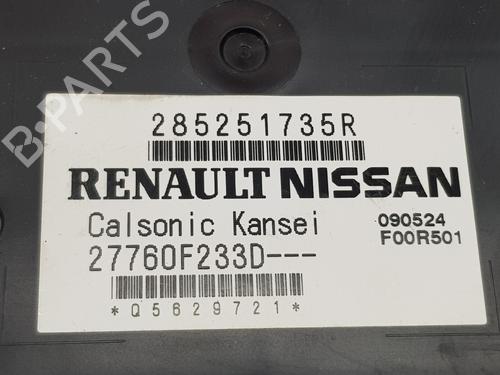 B-PARTS
285251735R
RENAULT NISSAN
Calsonic Kansei
090524
27760F233D---
F00R501
*Q5629721*